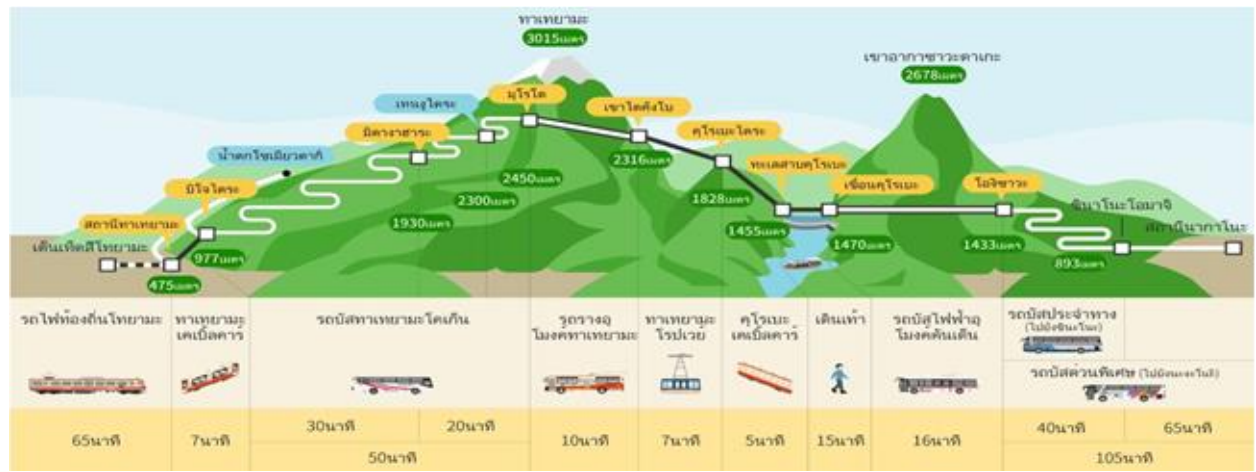 ทาเทยามะ
3015เมตร
เขาอากาซาวะดาเกะ
2678เมตร
เทนงูไดระ
มุโรโด
มิดางาฮาระ
เขาไดคังโบ
คุโรเบะไดระ
น้ำตกโชเมียวดากิ
2316เมตร
ทะเลสาบคุโรเบะ
บิโจไดระ
2450เมตร
เขื่อนคุโรเบะ
โอกิซาวะ
2300เมตร
1828เมตร
สถานีทาเทยามะ
1930เมตร
ชินาโนะโอมาจิ
1455เมตร
สถานีนากาโนะ
เด็นเท็ตสึโทยามะ
977เมตร
1470เมตร
1433เมตร
893เมตร
475เมตร
รถไฟท้องถิ่นโทยามะ
ทาเทยามะ
เคเบิ้ลคาร์
รถบัสทาเทยามะโคเก็น
รถรางอุ
โมงค์ทาเทยามะ
ทาเทยามะ
โรปเวย์
คุโรเบะ
เคเบิ้ลคาร์
เดินเท้า
รถบัสไฟฟ้าอุ
โมงค์คันเด็น
รถบัสประจำทาง
(ไปยังชินะโนะ)
รถบัสด่วนพิเศษ
65นาที
7นาที
30นาที
20นาที
50นาที
10นาที
7นาที
5นาที
15นาที
16นาที
40นาที
65นาที
105นาที